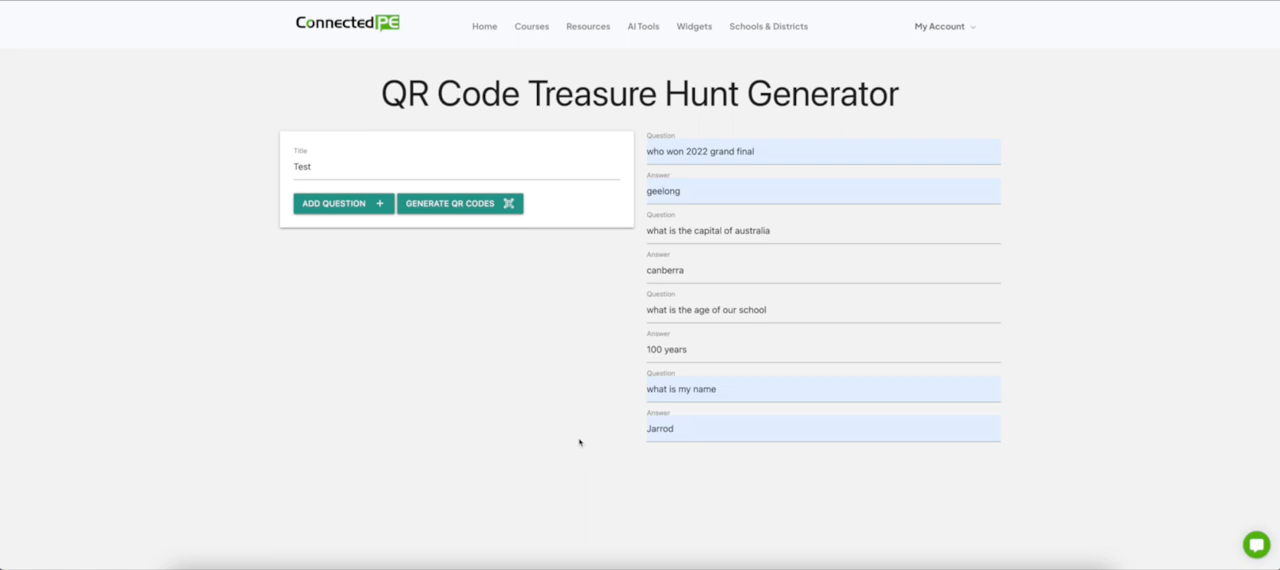 ConnectedPE
Home Courses Resources AI Tools Widgets Schools & Districts My Account
QR Code Treasure Hunt Generator
Title
Test
ADD QUESTION +
GENERATE QR CODES
Question
who won 2022 grand final
Answer
geelong
Question
what is the capital of australia
Answer
canberra
Question
what is the age of our school
Answer
100 years
Question
what is my name
Answer
Jarrod